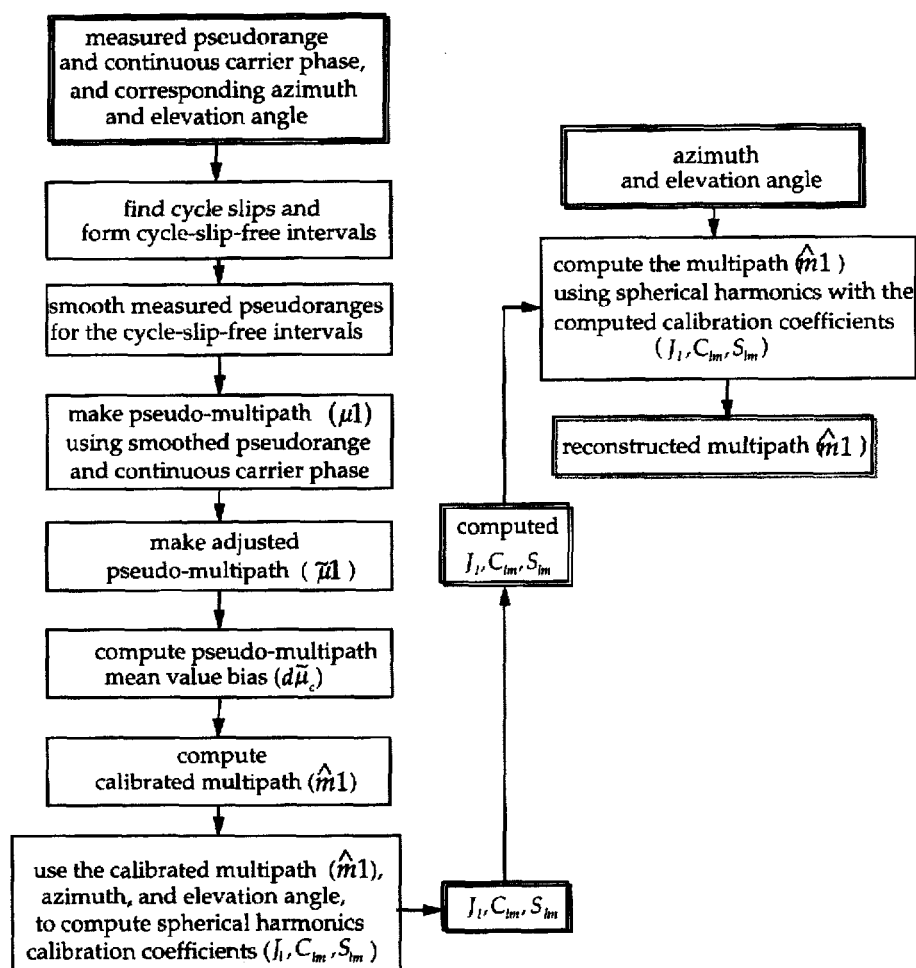 measured pseudorange
and continuous carrier phase,
and corresponding azimuth
and elevation angle
find cycle slips and
form cycle-slip-free intervals
smooth measured pseudoranges
for the cycle-slip-free intervals
make pseudo-multipath (μ1)
using smoothed pseudorange
and continuous carrier phase
make adjusted
pseudo-multipath (μ̃1)
compute pseudo-multipath
mean value bias (dμ̃c)
compute
calibrated multipath (m̂1)
use the calibrated multipath (m̂1),
azimuth, and elevation angle,
to compute spherical harmonics
calibration coefficients (Jl, Clm, Slm)
Jl, Clm, Slm
computed
Jl, Clm, Slm
azimuth
and elevation angle
compute the multipath (m̂1)
using spherical harmonics with the
computed calibration coefficients
(Jl, Clm, Slm)
reconstructed multipath (m̂1)